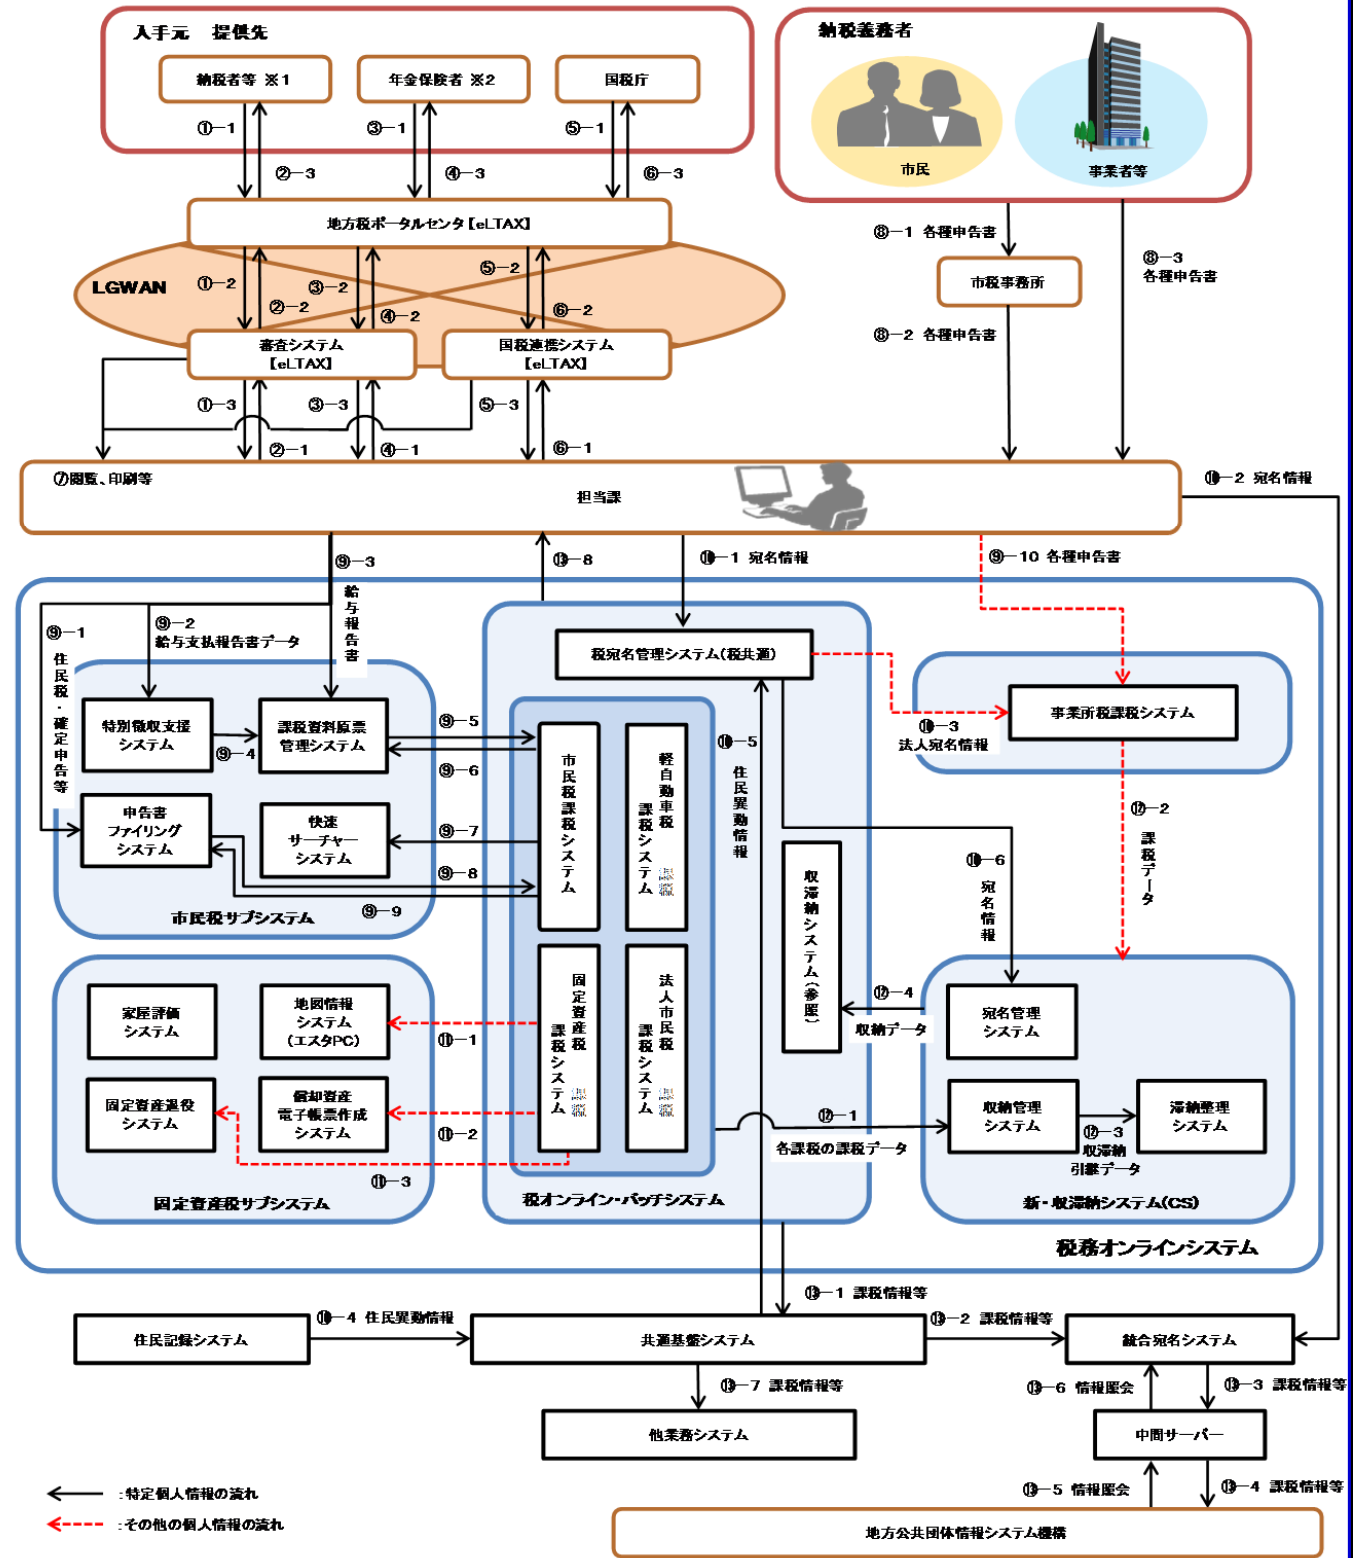 入手元　提供先
納税者等 ※1
年金保険者 ※2
国税庁
①－1
③－1
⑤－1
②－3
④－3
⑥－3
納税義務者
市民
事業者等
地方税ポータルセンタ【eLTAX】
⑧－1 各種申告書
⑧－3
各種申告書
LGWAN
①－2
②－2
③－2
④－2
⑤－2
⑥－2
市税事務所
⑧－2 各種申告書
審査システム
【eLTAX】
国税連携システム
【eLTAX】
①－3
③－3
⑤－3
②－1
④－1
⑥－1
⑦閲覧、印刷等
担当課
⑩－2 宛名情報
⑨－3
給与報告書
⑬－8
⑩－1 宛名情報
⑨－10 各種申告書
⑨－1
住民税・確定申告等
⑨－2
給与支払報告書データ
税宛名管理システム(税共通)
特別徴収支援
システム
⑨－4
課税資料原票
管理システム
⑨－5
⑨－6
申告書
ファイリング
システム
快速
サーチャー
システム
⑨－7
⑨－8
⑨－9
市民税サブシステム
市民税課税システム
軽自動車税
課税システム
⑩－5
住民異動情報
⑩－3
法人宛名情報
事業所税課税システム
⑫－2
課税データ
⑩－6
宛名情報
収滞納システム(参照)
家屋評価
システム
地図情報
システム
(エスタPC)
⑪－1
固定資産税
課税システム
法人市民税
課税システム
⑫－4
収納データ
宛名管理
システム
固定資産退役
システム
償却資産
電子帳票作成
システム
⑪－2
⑪－3
固定資産税サブシステム
税オンライン・バッチシステム
⑫－1
各課税の課税データ
収納管理
システム
⑫－3
収滞納
引継データ
滞納整理
システム
新・収滞納システム(CS)
税務オンラインシステム
⑬－1 課税情報等
住民記録システム
⑩－4 住民異動情報
共通基盤システム
⑬－2 課税情報等
統合宛名システム
⑬－7 課税情報等
⑬－6 情報照会
⑬－3 課税情報等
他業務システム
中間サーバー
⑬－5 情報照会
⑬－4 課税情報等
：特定個人情報の流れ
：その他の個人情報の流れ
地方公共団体情報システム機構